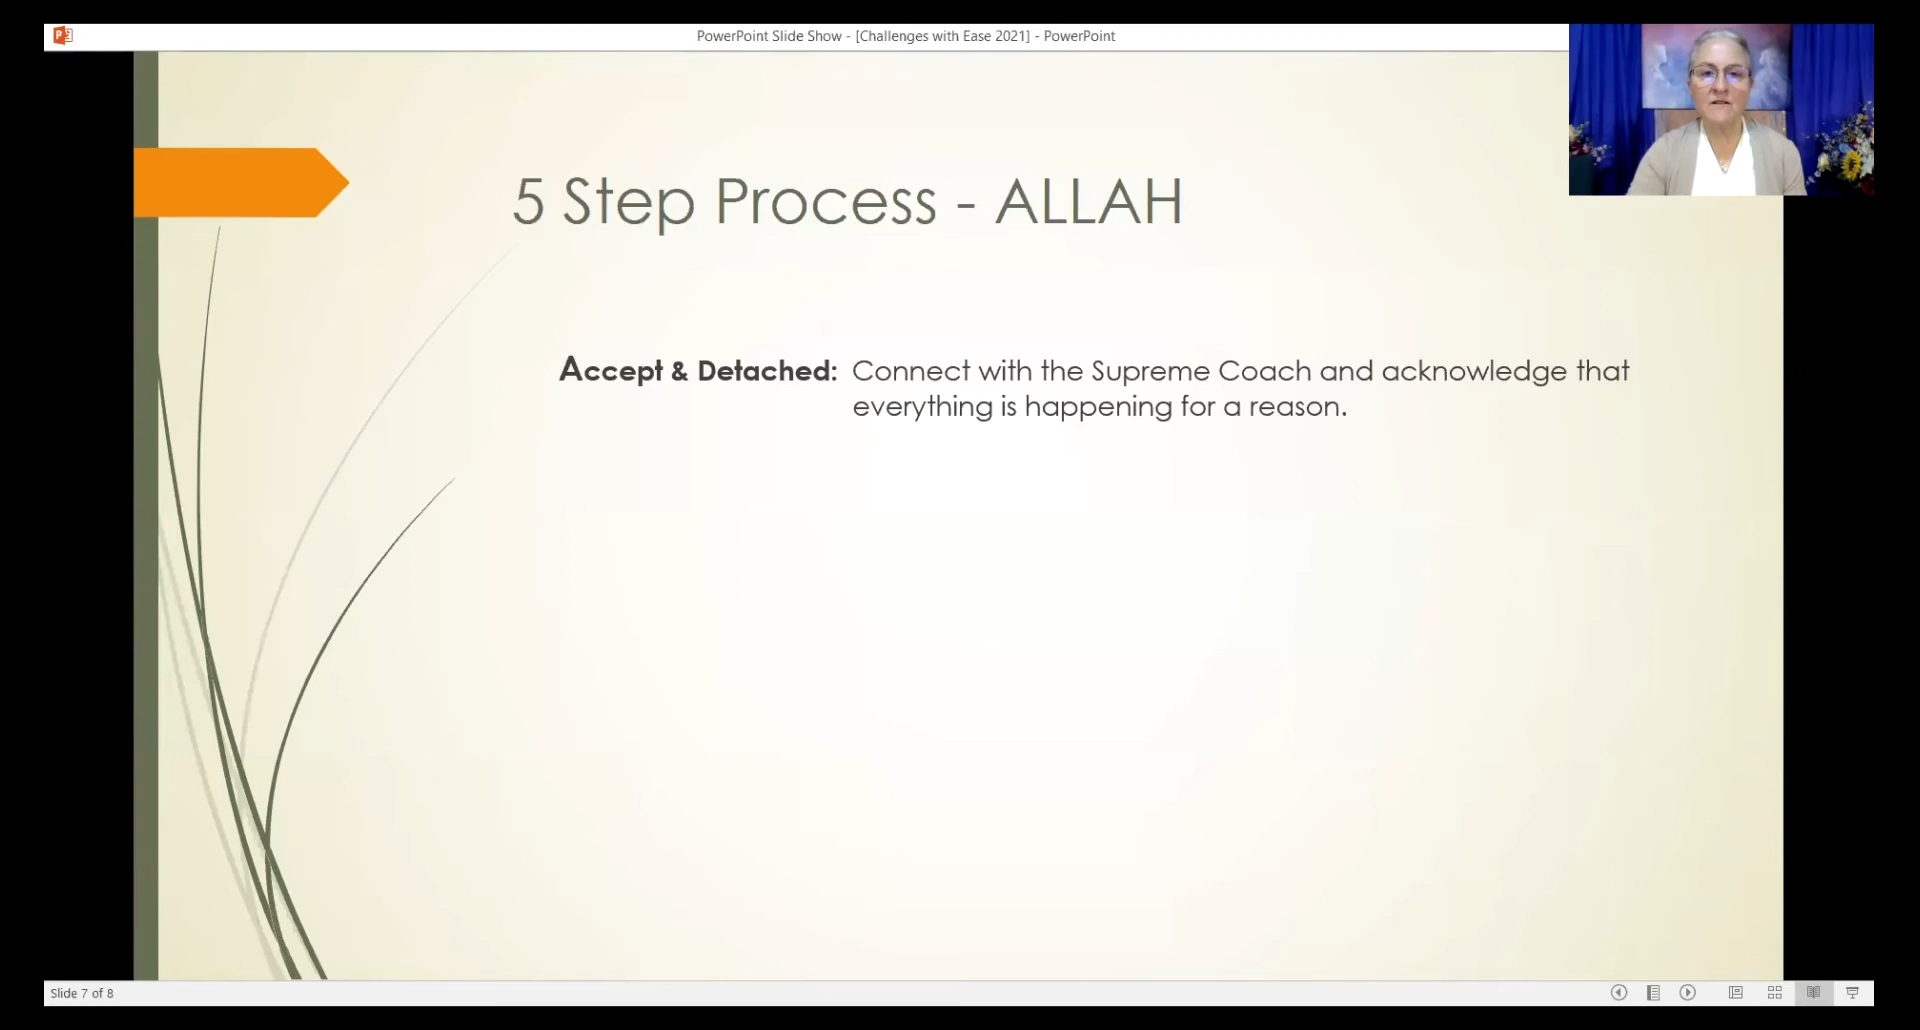 PowerPoint Slide Show - [Challenges with Ease 2021] - PowerPoint
5 Step Process - ALLAH
Accept & Detached: Connect with the Supreme Coach and acknowledge that
everything is happening for a reason.
Slide 7 of 8